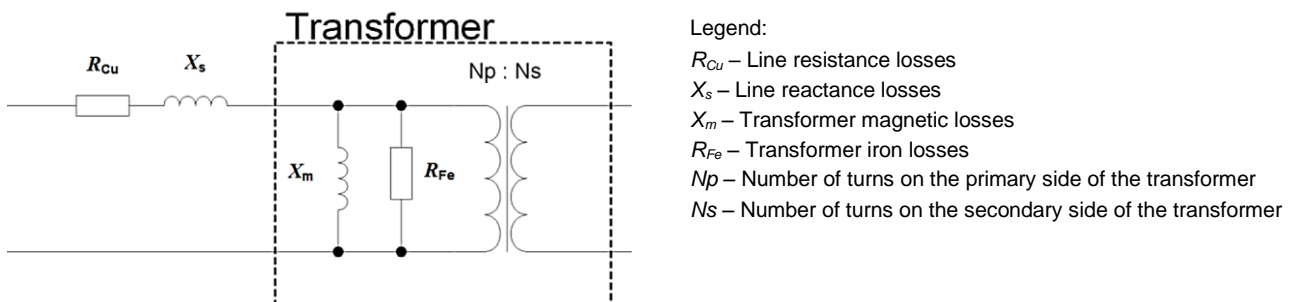 Transformer
R_Cu
X_s
Np : Ns
X_m
R_Fe
Legend:
R_Cu – Line resistance losses
X_s – Line reactance losses
X_m – Transformer magnetic losses
R_Fe – Transformer iron losses
Np – Number of turns on the primary side of the transformer
Ns – Number of turns on the secondary side of the transformer